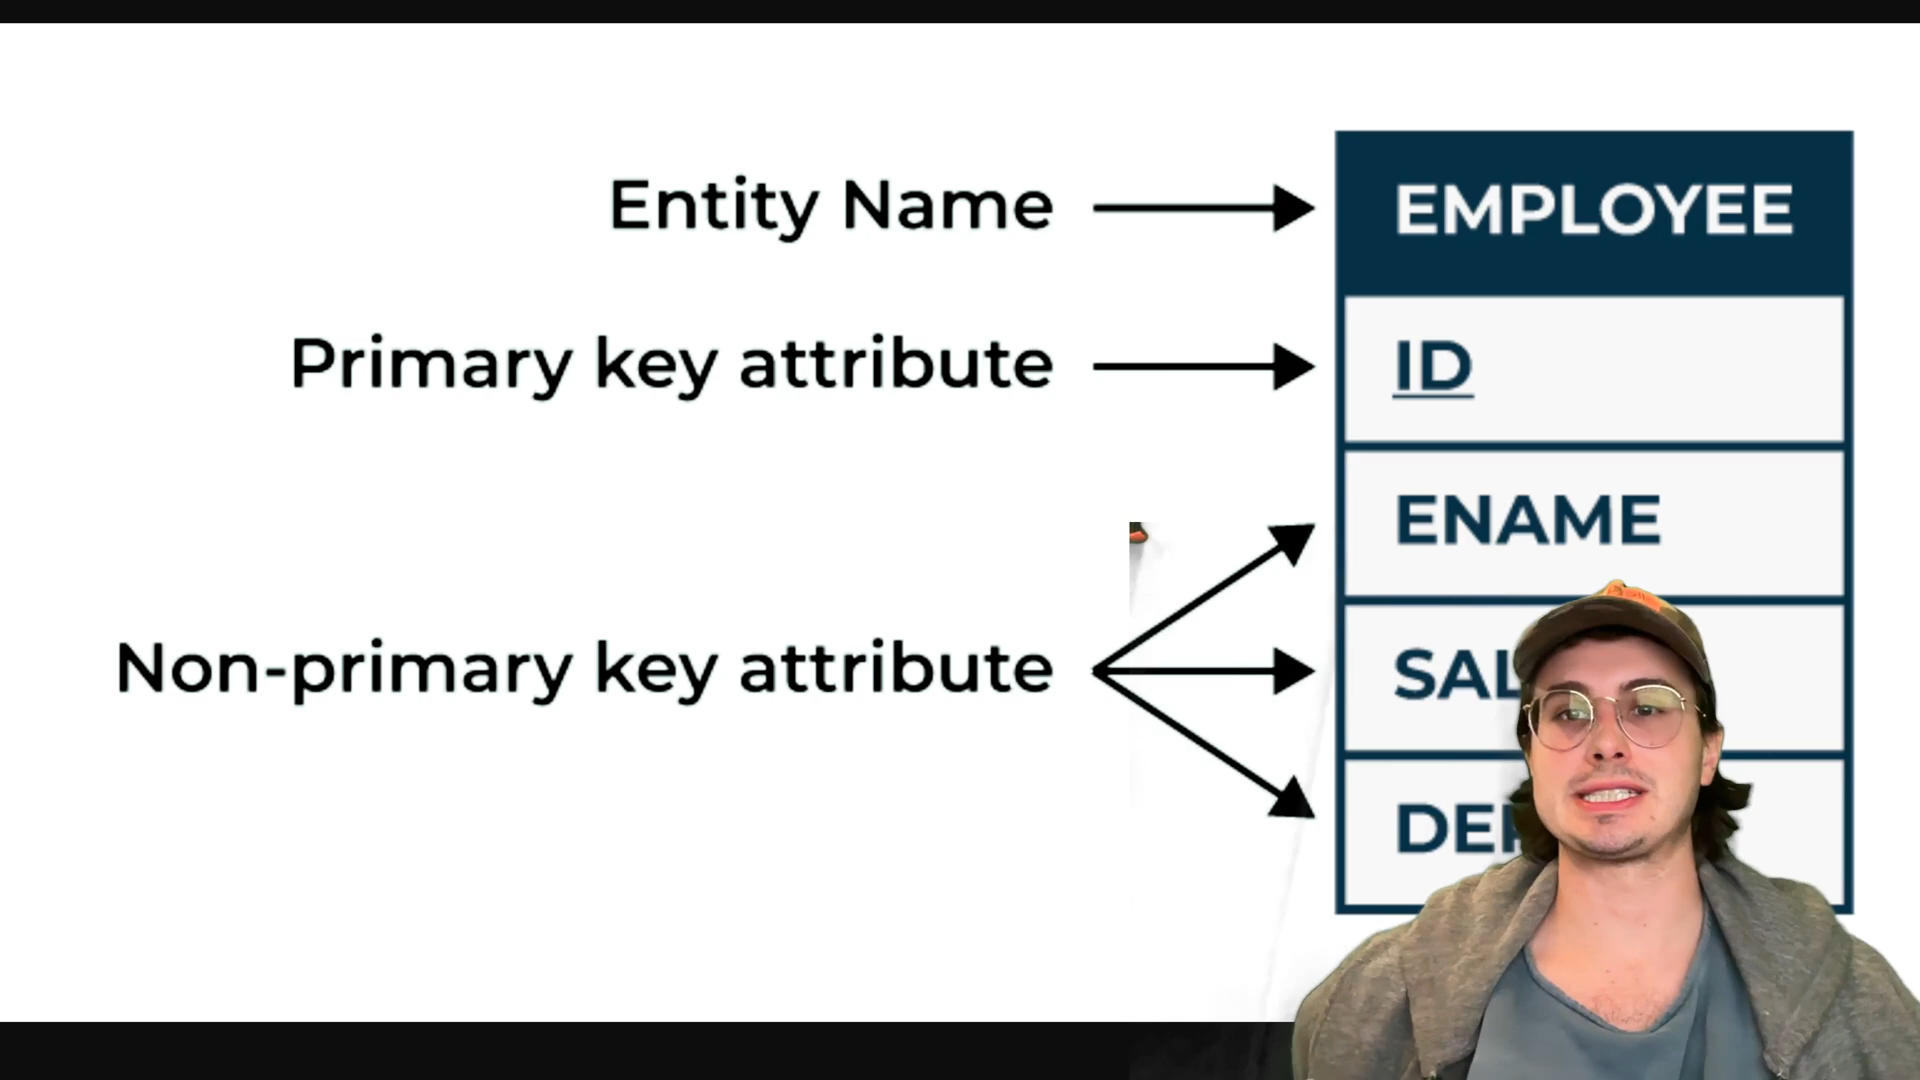 Entity Name
EMPLOYEE
Primary key attribute
ID
ENAME
Non-primary key attribute